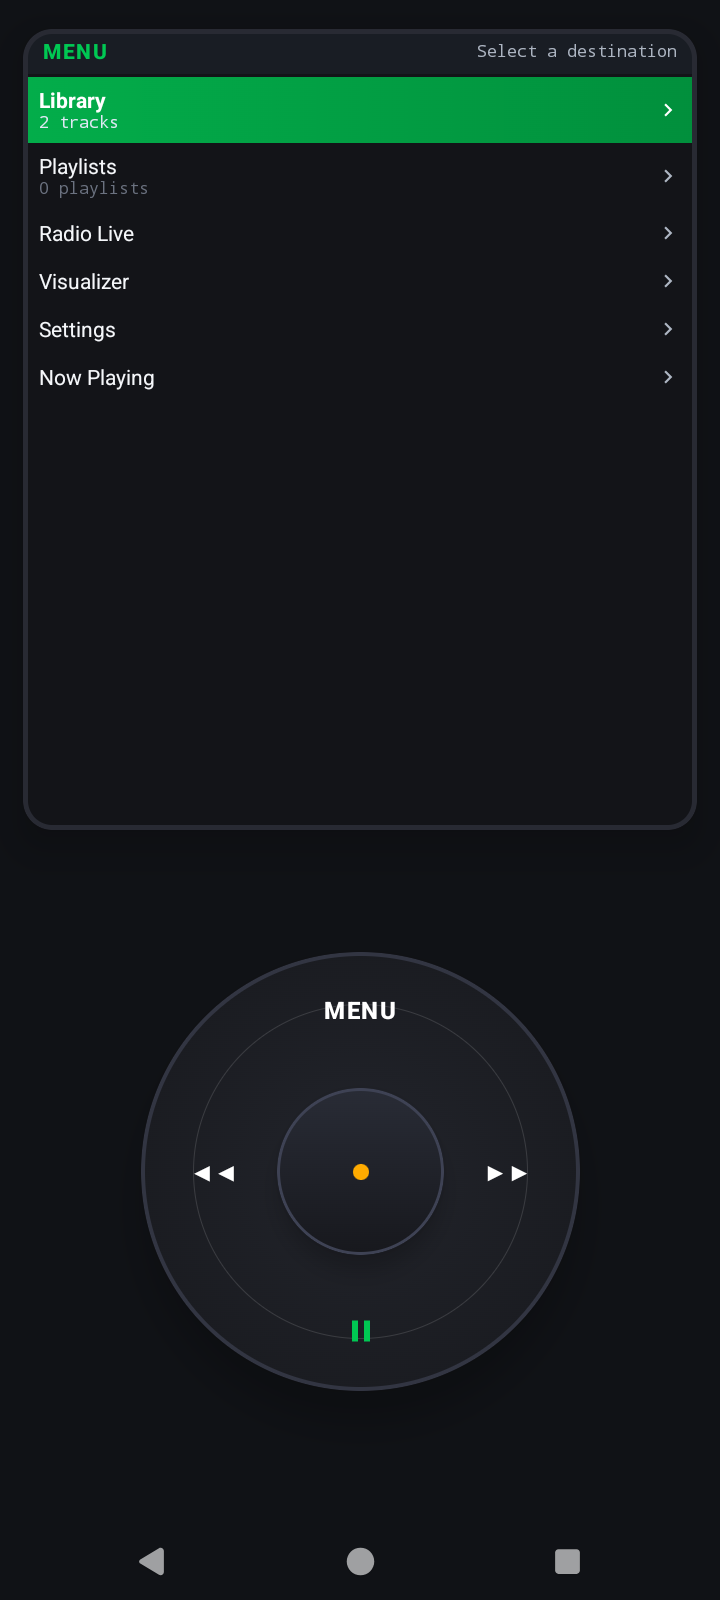 MENU
Select a destination
Library
2 tracks
Playlists
0 playlists
Radio Live
Visualizer
Settings
Now Playing
MENU